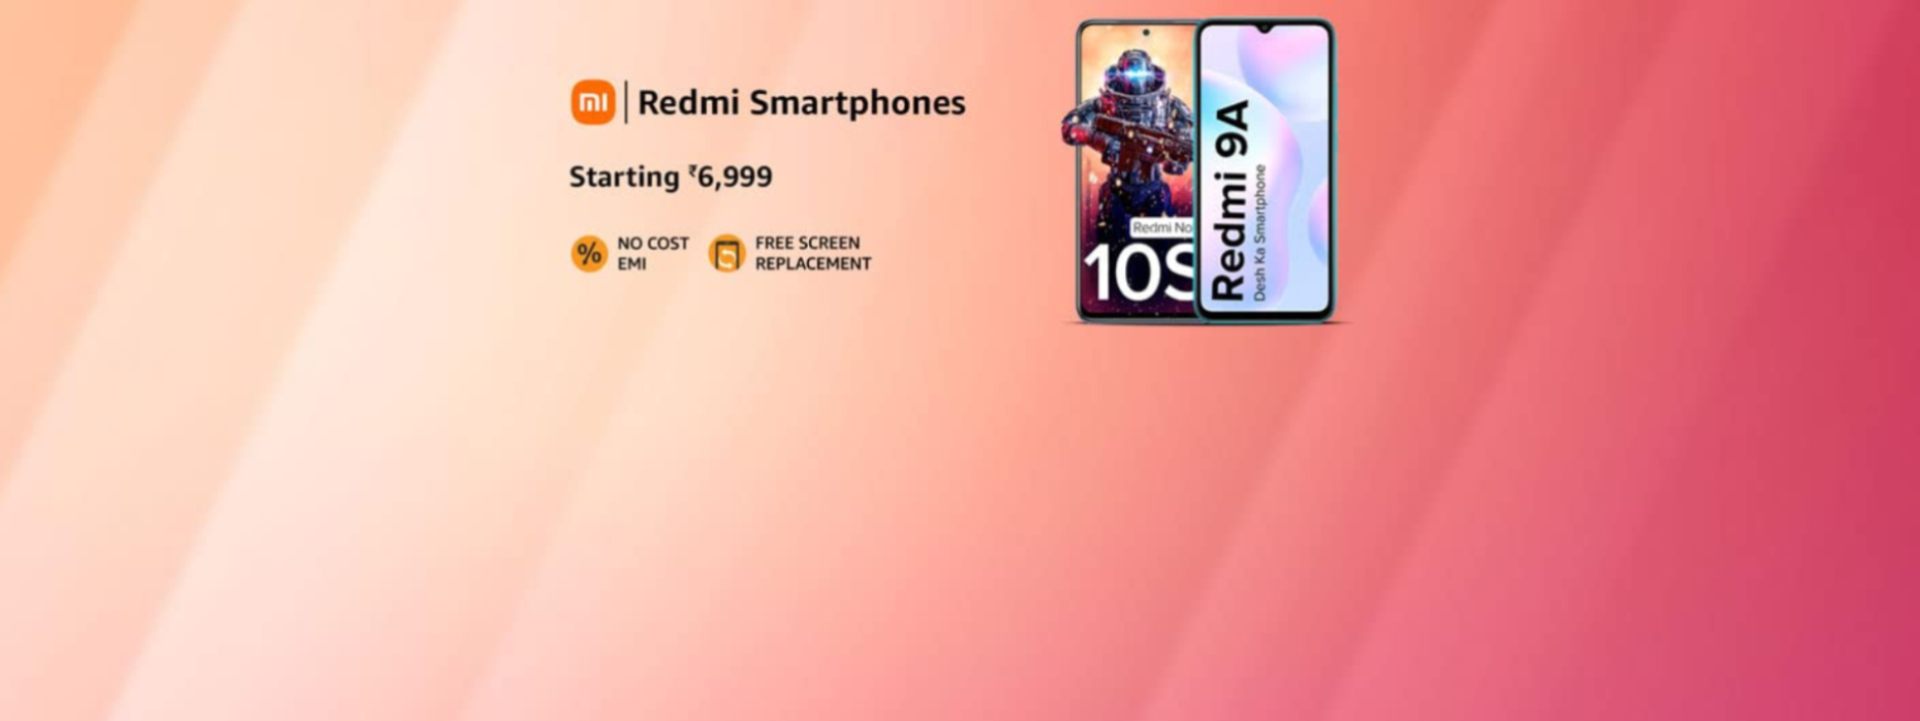 mi
Redmi Smartphones
Starting ₹6,999
%
NO COST
EMI
FREE SCREEN
REPLACEMENT
Redmi No
10S
Redmi 9A
Desh Ka Smartphone